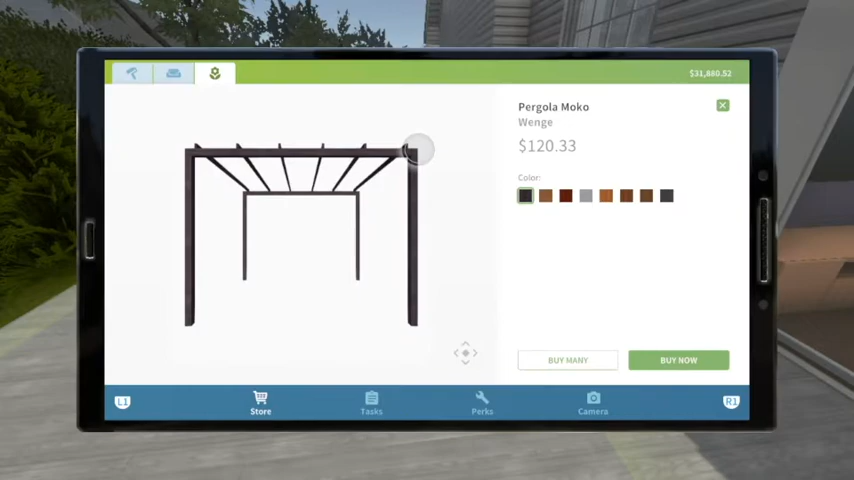 $31,880.52
Pergola Moko
Wenge
$120.33
Color:
BUY MANY
BUY NOW
L1
Store
Tasks
Perks
Camera
R1